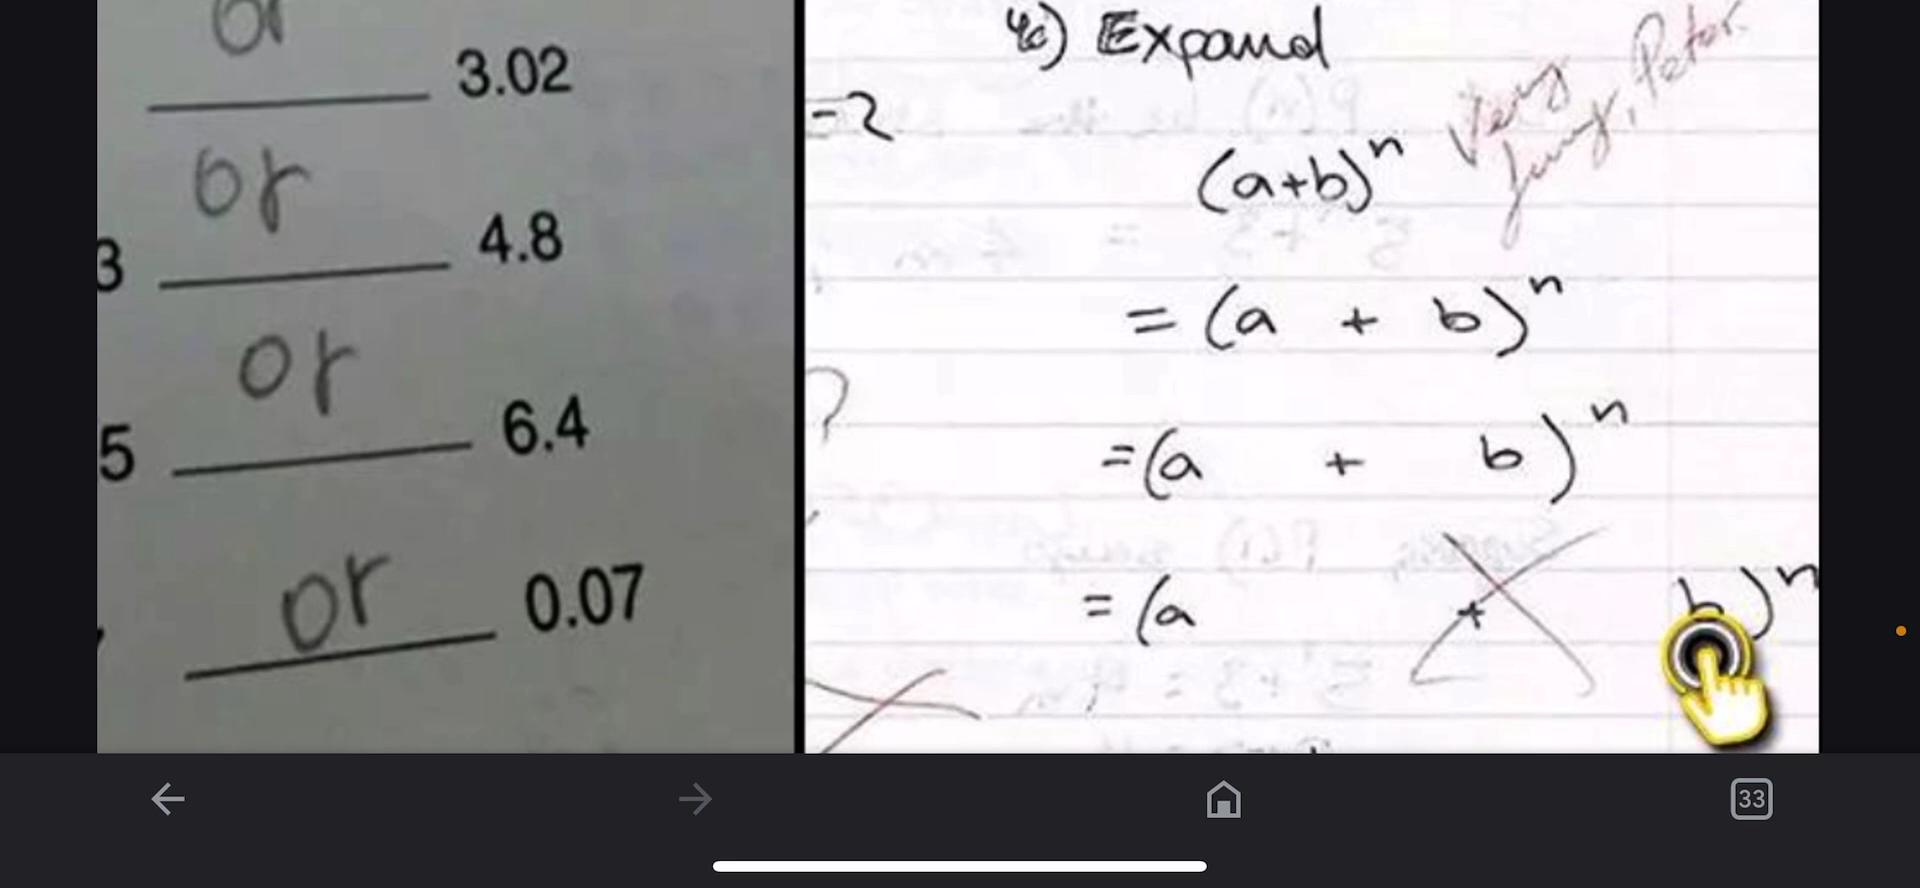 or
3.02
or
3 4.8
or
5 6.4
or
0.07
4c) Expand
Very funny, Peter.
=2
(a+b)^n
= (a + b)^n
?
=(a + b)^n
= (a + b)^n
33